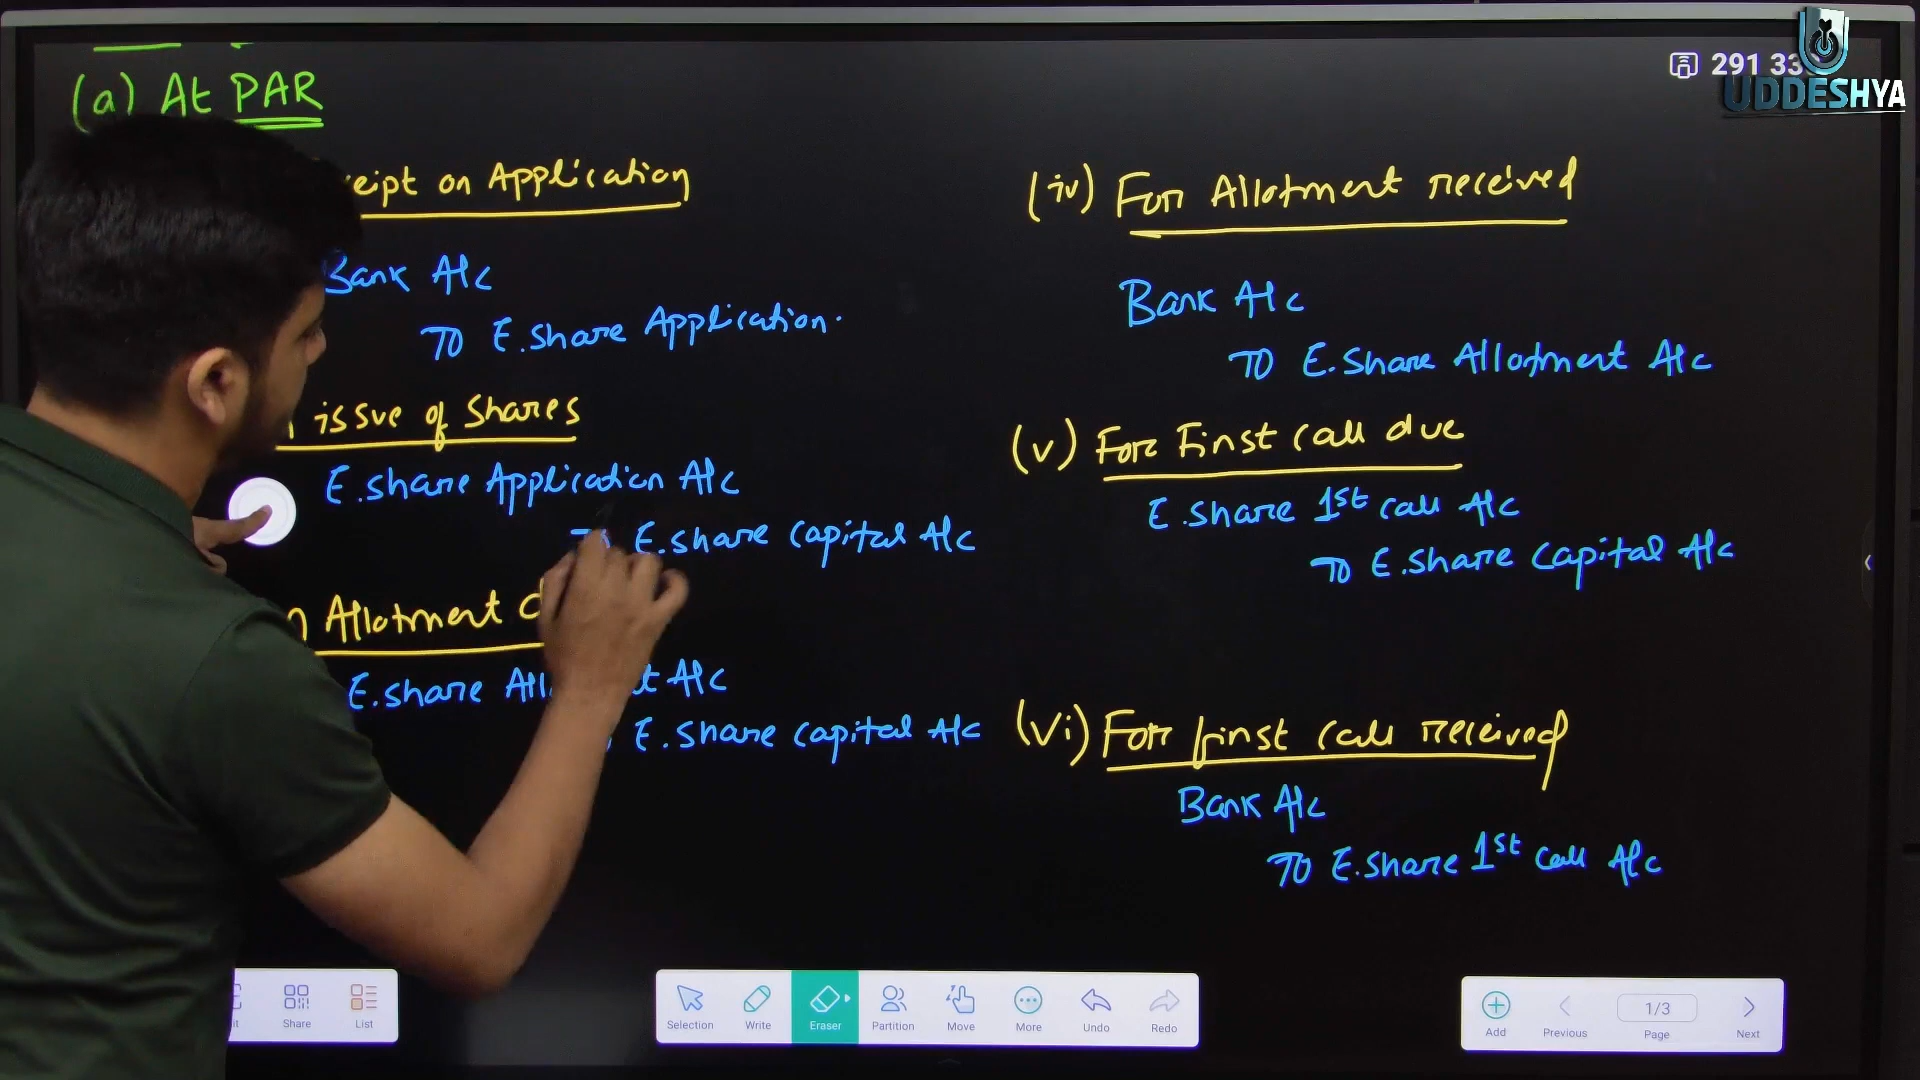 (a) At PAR
on Application
Bank A/c
To E.share Application.
issue of Shares
E.share Application A/c
To E.share capital A/c
Allotment
E.share A/c
E.share capital A/c
(iv) For Allotment received
Bank A/c
To E.share Allotment A/c
(v) For First call due
E.share 1st call A/c
To E.share capital A/c
(vi) For first call received
Bank A/c
To E.share 1st call A/c
291
UDDESHYA
Share
List
Selection
Write
Eraser
Partition
Move
More
Undo
Redo
Add
Previous
1/3
Page
Next